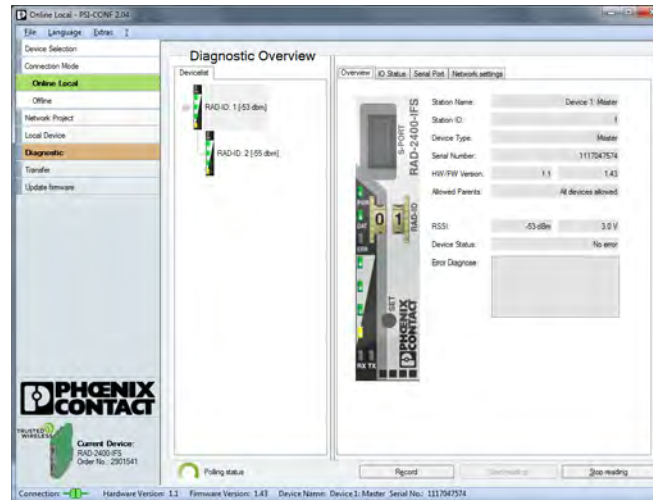 Online Local - PSI-CONF 2.04
File Language Extras ?
Device Selection
Connection Mode
Online Local
Offline
Network Project
Local Device
Diagnostic
Transfer
Update firmware
PHŒNIX
CONTACT
TRUSTED
WIRELESS
Current Device:
RAD-2400-IFS
Order No.: 2901541
Diagnostic Overview
Devicelist
RAD-ID: 1 [-53 dbm]
RAD-ID: 2 [-55 dbm]
Polling status
Overview IO Status Serial Port Network settings
S-PORT
RAD-2400-IFS
PWR
DAT
ERR
0 1
RAD-ID
SET
PHŒNIX
CONTACT
RX TX
Station Name: Device 1: Master
Station ID: 1
Device Type: Master
Serial Number: 1117047574
HW/FW Version: 1.1 1.43
Allowed Parents: All devices allowed
RSSI: -53 dBm 3.0 V
Device Status: No error
Error Diagnose:
Record
Stop reading
Connection: Hardware Version: 1.1 Firmware Version: 1.43 Device Name: Device 1: Master Serial No.: 1117047574